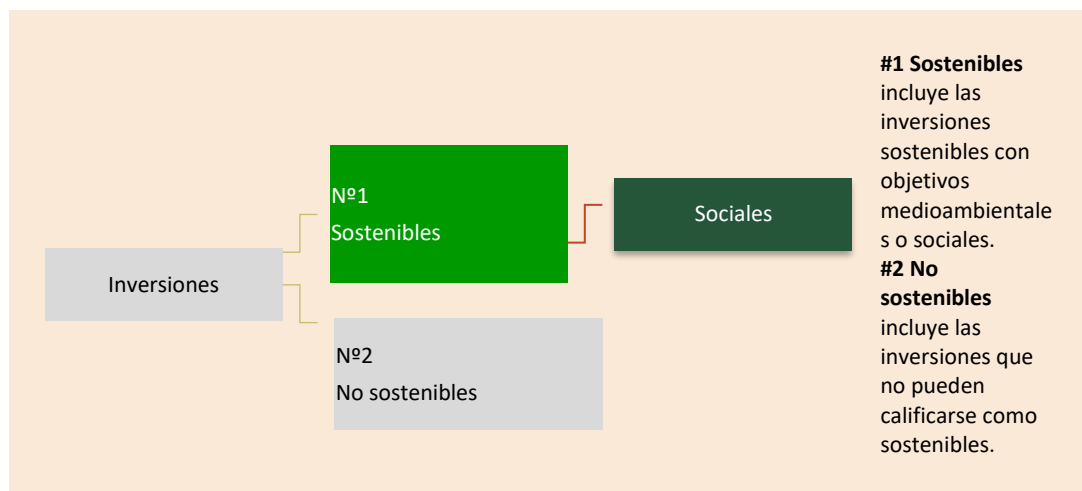 Inversiones
Nº1
Sostenibles
Sociales
Nº2
No sostenibles
#1 Sostenibles
incluye las
inversiones
sostenibles con
objetivos
medioambientale
s o sociales.
#2 No
sostenibles
incluye las
inversiones que
no pueden
calificarse como
sostenibles.